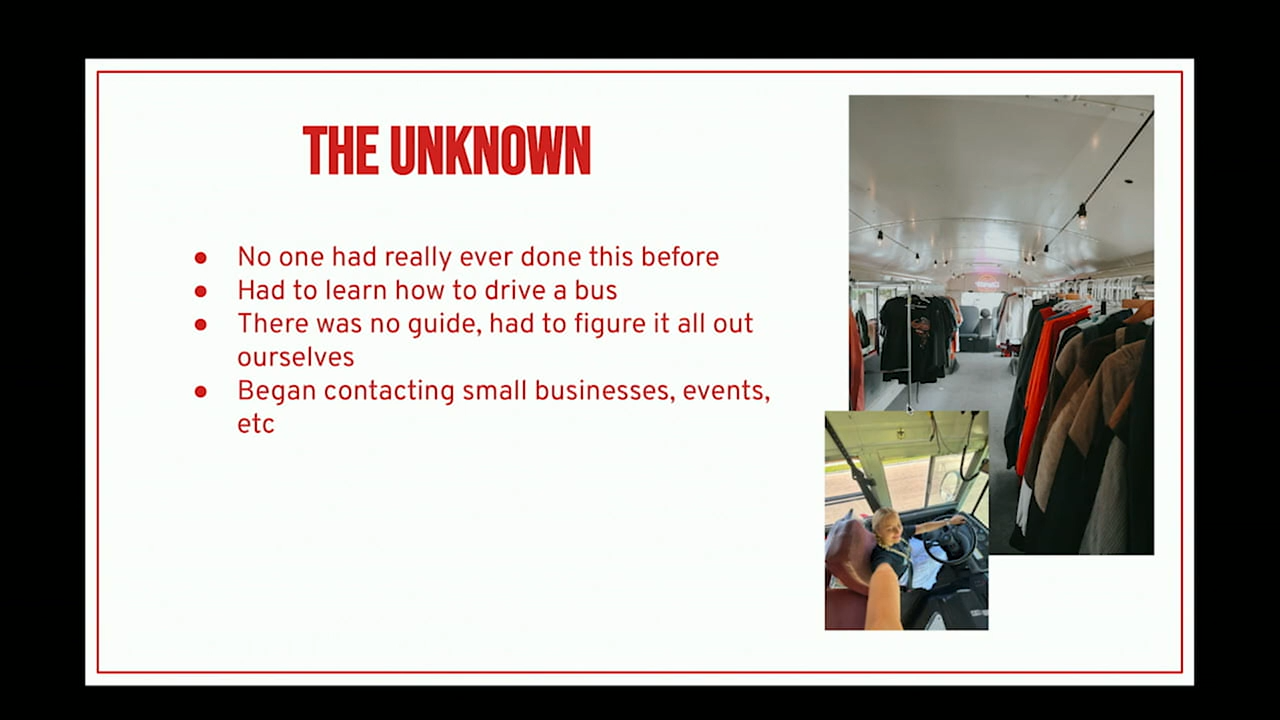 THE UNKNOWN
● No one had really ever done this before
● Had to learn how to drive a bus
● There was no guide, had to figure it all out
ourselves
● Began contacting small businesses, events,
etc